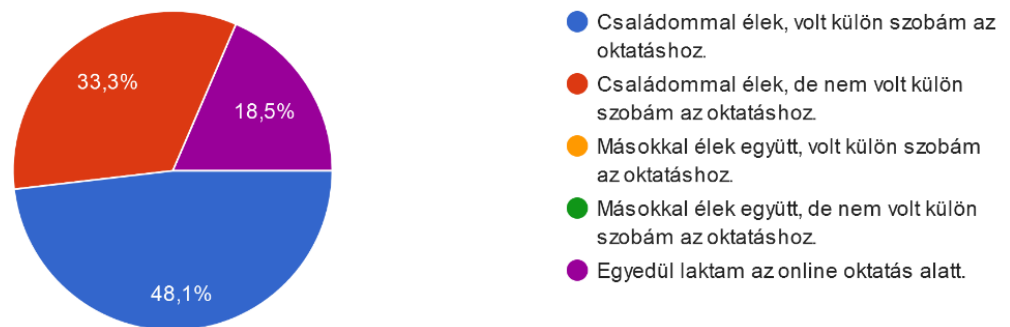 33,3%
18,5%
48,1%
Családommal élek, volt külön szobám az
oktatáshoz.
Családommal élek, de nem volt külön
szobám az oktatáshoz.
Másokkal élek együtt, volt külön szobám
az oktatáshoz.
Másokkal élek együtt, de nem volt külön
szobám az oktatáshoz.
Egyedül laktam az online oktatás alatt.